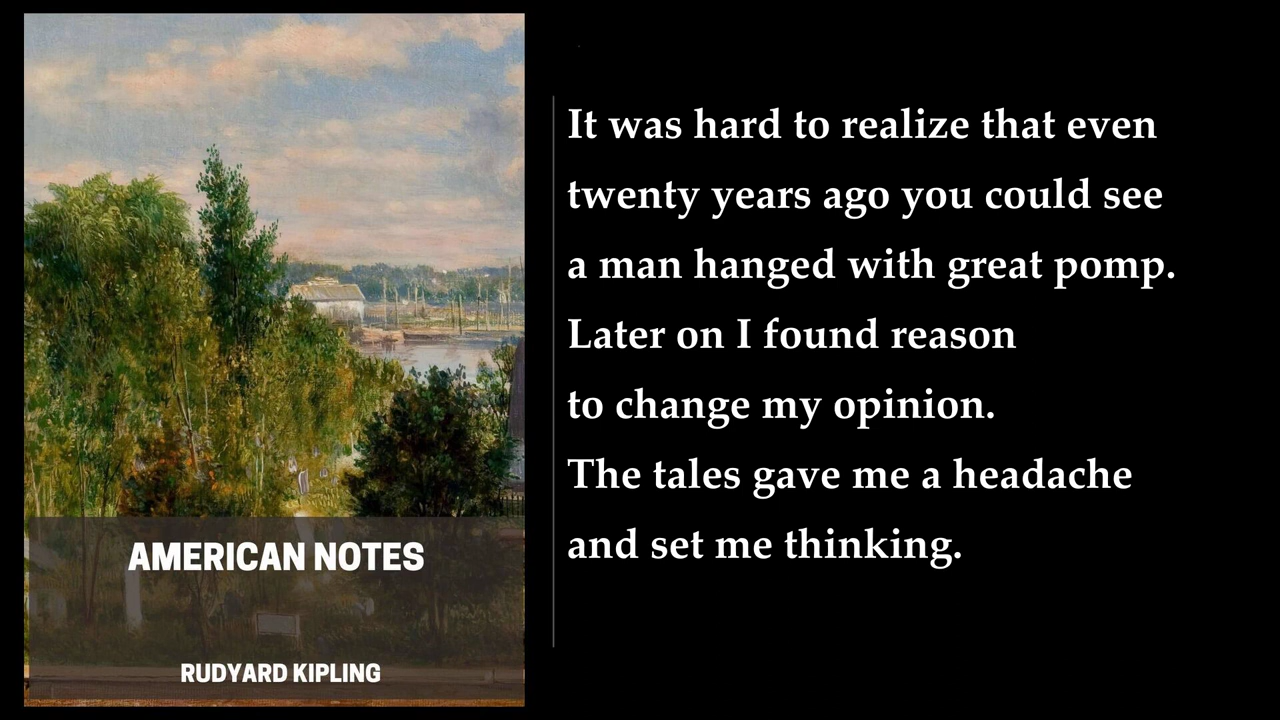 It was hard to realize that even
twenty years ago you could see
a man hanged with great pomp.
Later on I found reason
to change my opinion.
The tales gave me a headache
and set me thinking.
AMERICAN NOTES
RUDYARD KIPLING